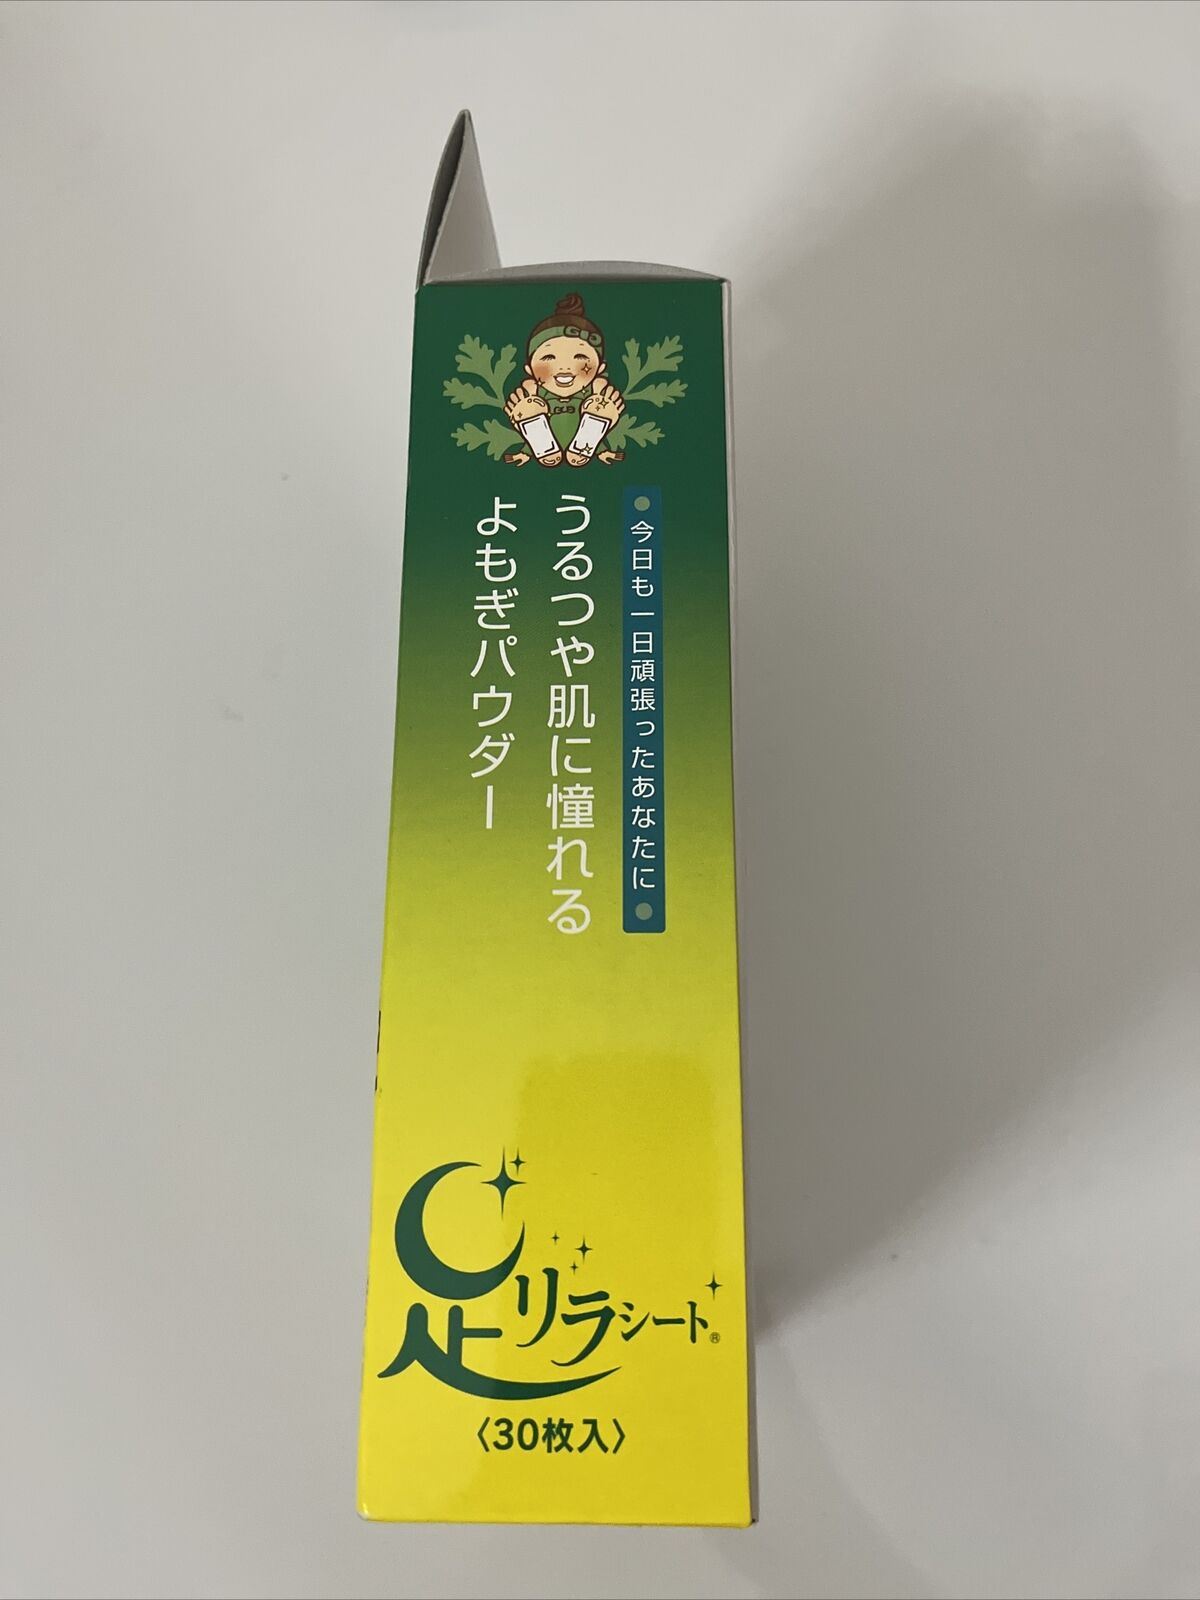 今日も一日頑張ったあなたに
うるつや肌に憧れる
よもぎパウダー
足リラシート®
〈30枚入〉